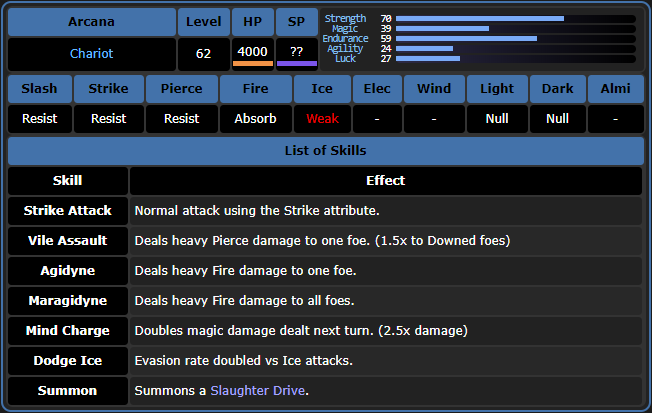 Arcana Level HP SP
Chariot 62 4000 ??
Strength 70
Magic 39
Endurance 59
Agility 24
Luck 27
Slash Strike Pierce Fire Ice Elec Wind Light Dark Almi
Resist Resist Resist Absorb Weak - - Null Null -
List of Skills
Skill Effect
Strike Attack Normal attack using the Strike attribute.
Vile Assault Deals heavy Pierce damage to one foe. (1.5x to Downed foes)
Agidyne Deals heavy Fire damage to one foe.
Maragidyne Deals heavy Fire damage to all foes.
Mind Charge Doubles magic damage dealt next turn. (2.5x damage)
Dodge Ice Evasion rate doubled vs Ice attacks.
Summon Summons a Slaughter Drive.